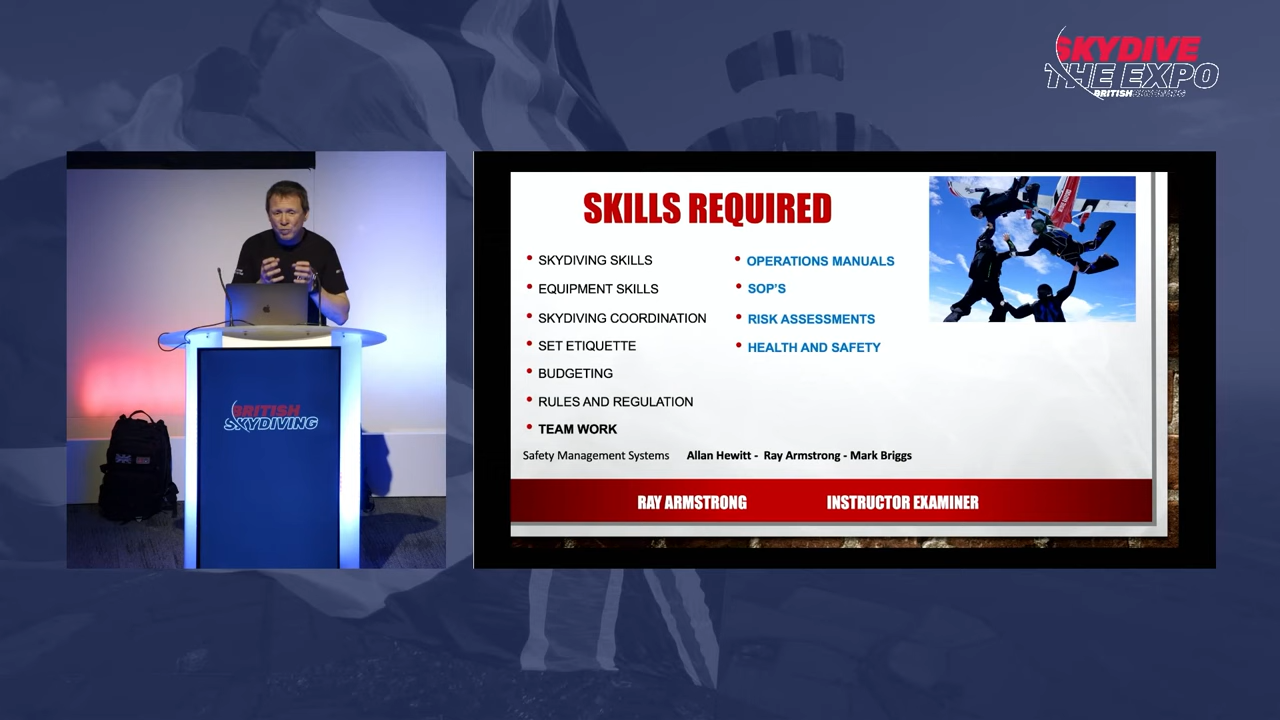 SKYDIVE
THE EXPO
BRITISH SKYDIVING
BRITISH
SKYDIVING
SKILLS REQUIRED
• SKYDIVING SKILLS
• EQUIPMENT SKILLS
• SKYDIVING COORDINATION
• SET ETIQUETTE
• BUDGETING
• RULES AND REGULATION
• TEAM WORK
• OPERATIONS MANUALS
• SOP'S
• RISK ASSESSMENTS
• HEALTH AND SAFETY
Safety Management Systems Allan Hewitt - Ray Armstrong - Mark Briggs
RAY ARMSTRONG INSTRUCTOR EXAMINER